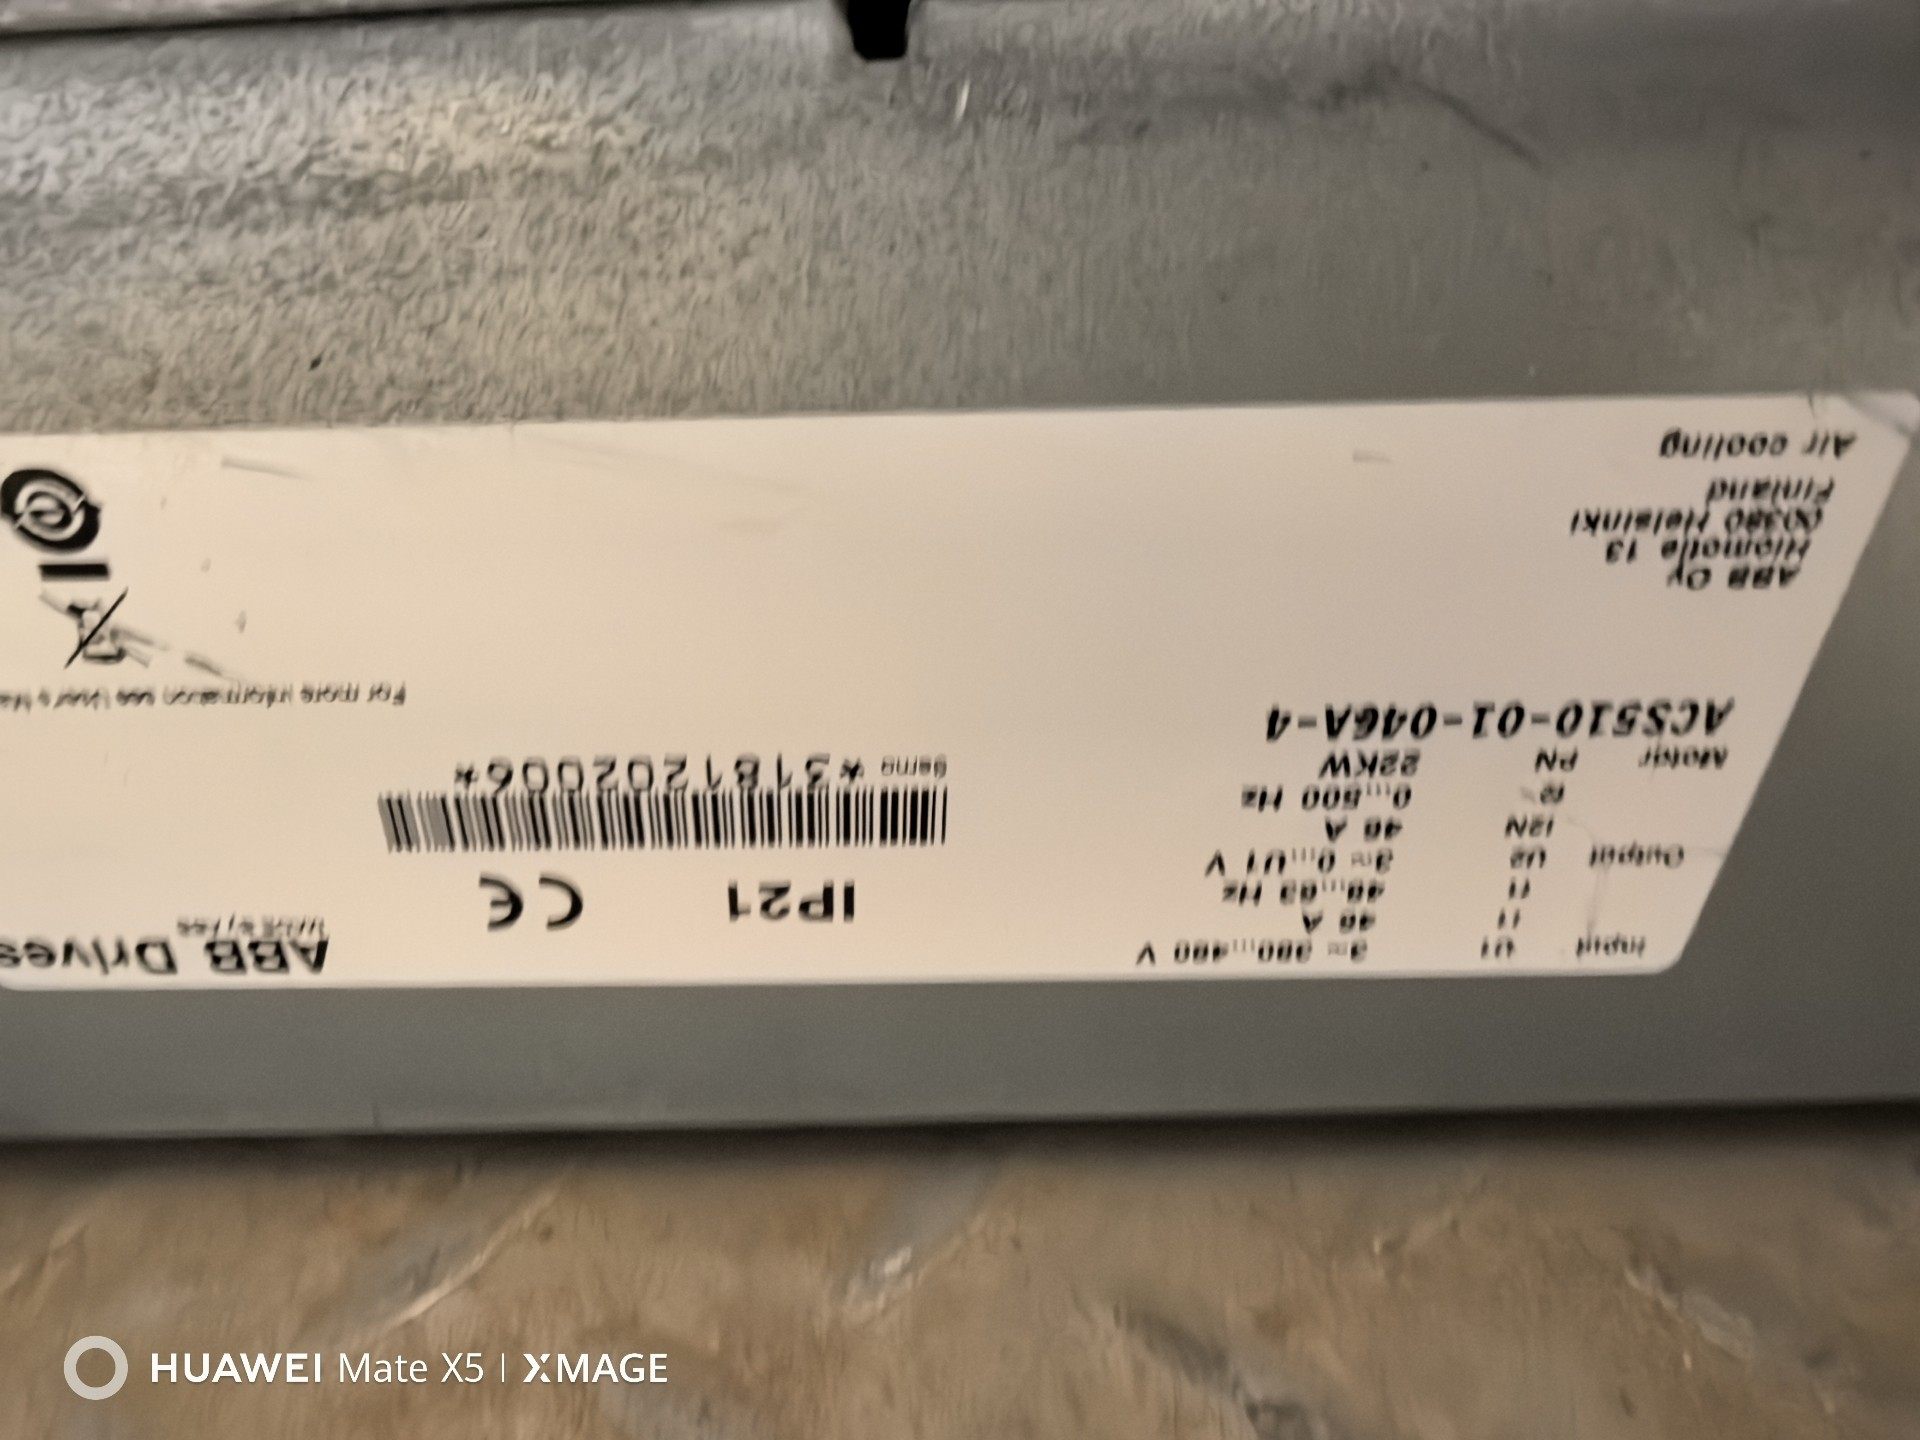 Input U1 3~ 380...480 V
I1 46 A
f1 48...63 Hz
Output U2 3~ 0...U1 V
I2N 46 A
f2 0...500 Hz
Motor PN 22KW
ACS510-01-046A-4
ABB Oy
Hiomotie 13
00380 Helsinki
Finland
Air cooling
IP21
CE
*3181202006*
ABB Drives
For more information see User's
HUAWEI Mate X5 | XMAGE